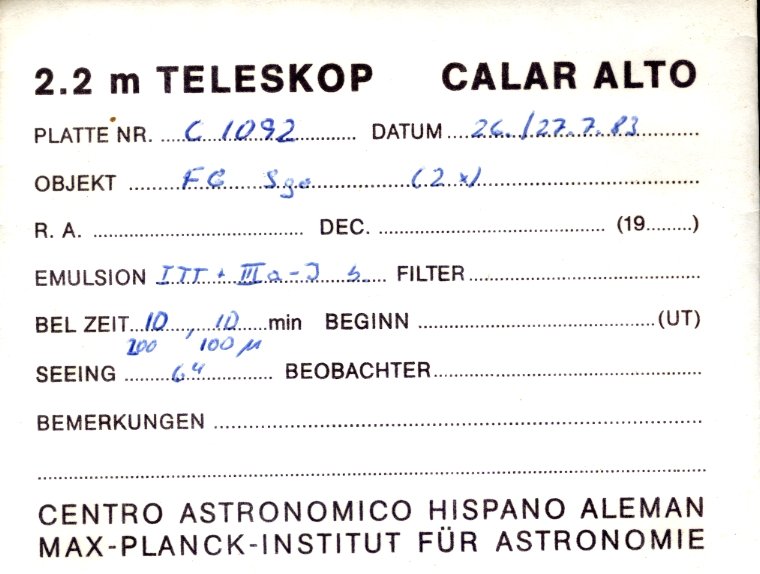 2.2 m TELESKOP CALAR ALTO
PLATTE NR. C 1092 DATUM 26./27.7.83
OBJEKT FG Sge (2 x)
R. A. DEC. (19........)
EMULSION ITT + IIIa-J FILTER
BEL ZEIT 10, 10 min BEGINN (UT)
200 100 µ
SEEING 6" BEOBACHTER
BEMERKUNGEN
CENTRO ASTRONOMICO HISPANO ALEMAN
MAX-PLANCK-INSTITUT FÜR ASTRONOMIE